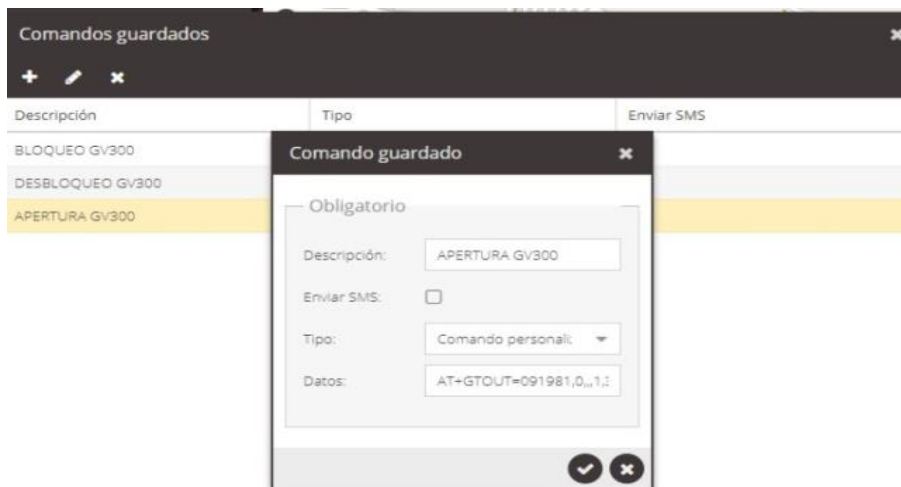 Comandos guardados
Descripción Tipo Enviar SMS
BLOQUEO GV300
DESBLOQUEO GV300
APERTURA GV300
Comando guardado
Obligatorio
Descripción: APERTURA GV300
Enviar SMS:
Tipo: Comando personali
Datos: AT+GTOUT=091981,0,,,1,